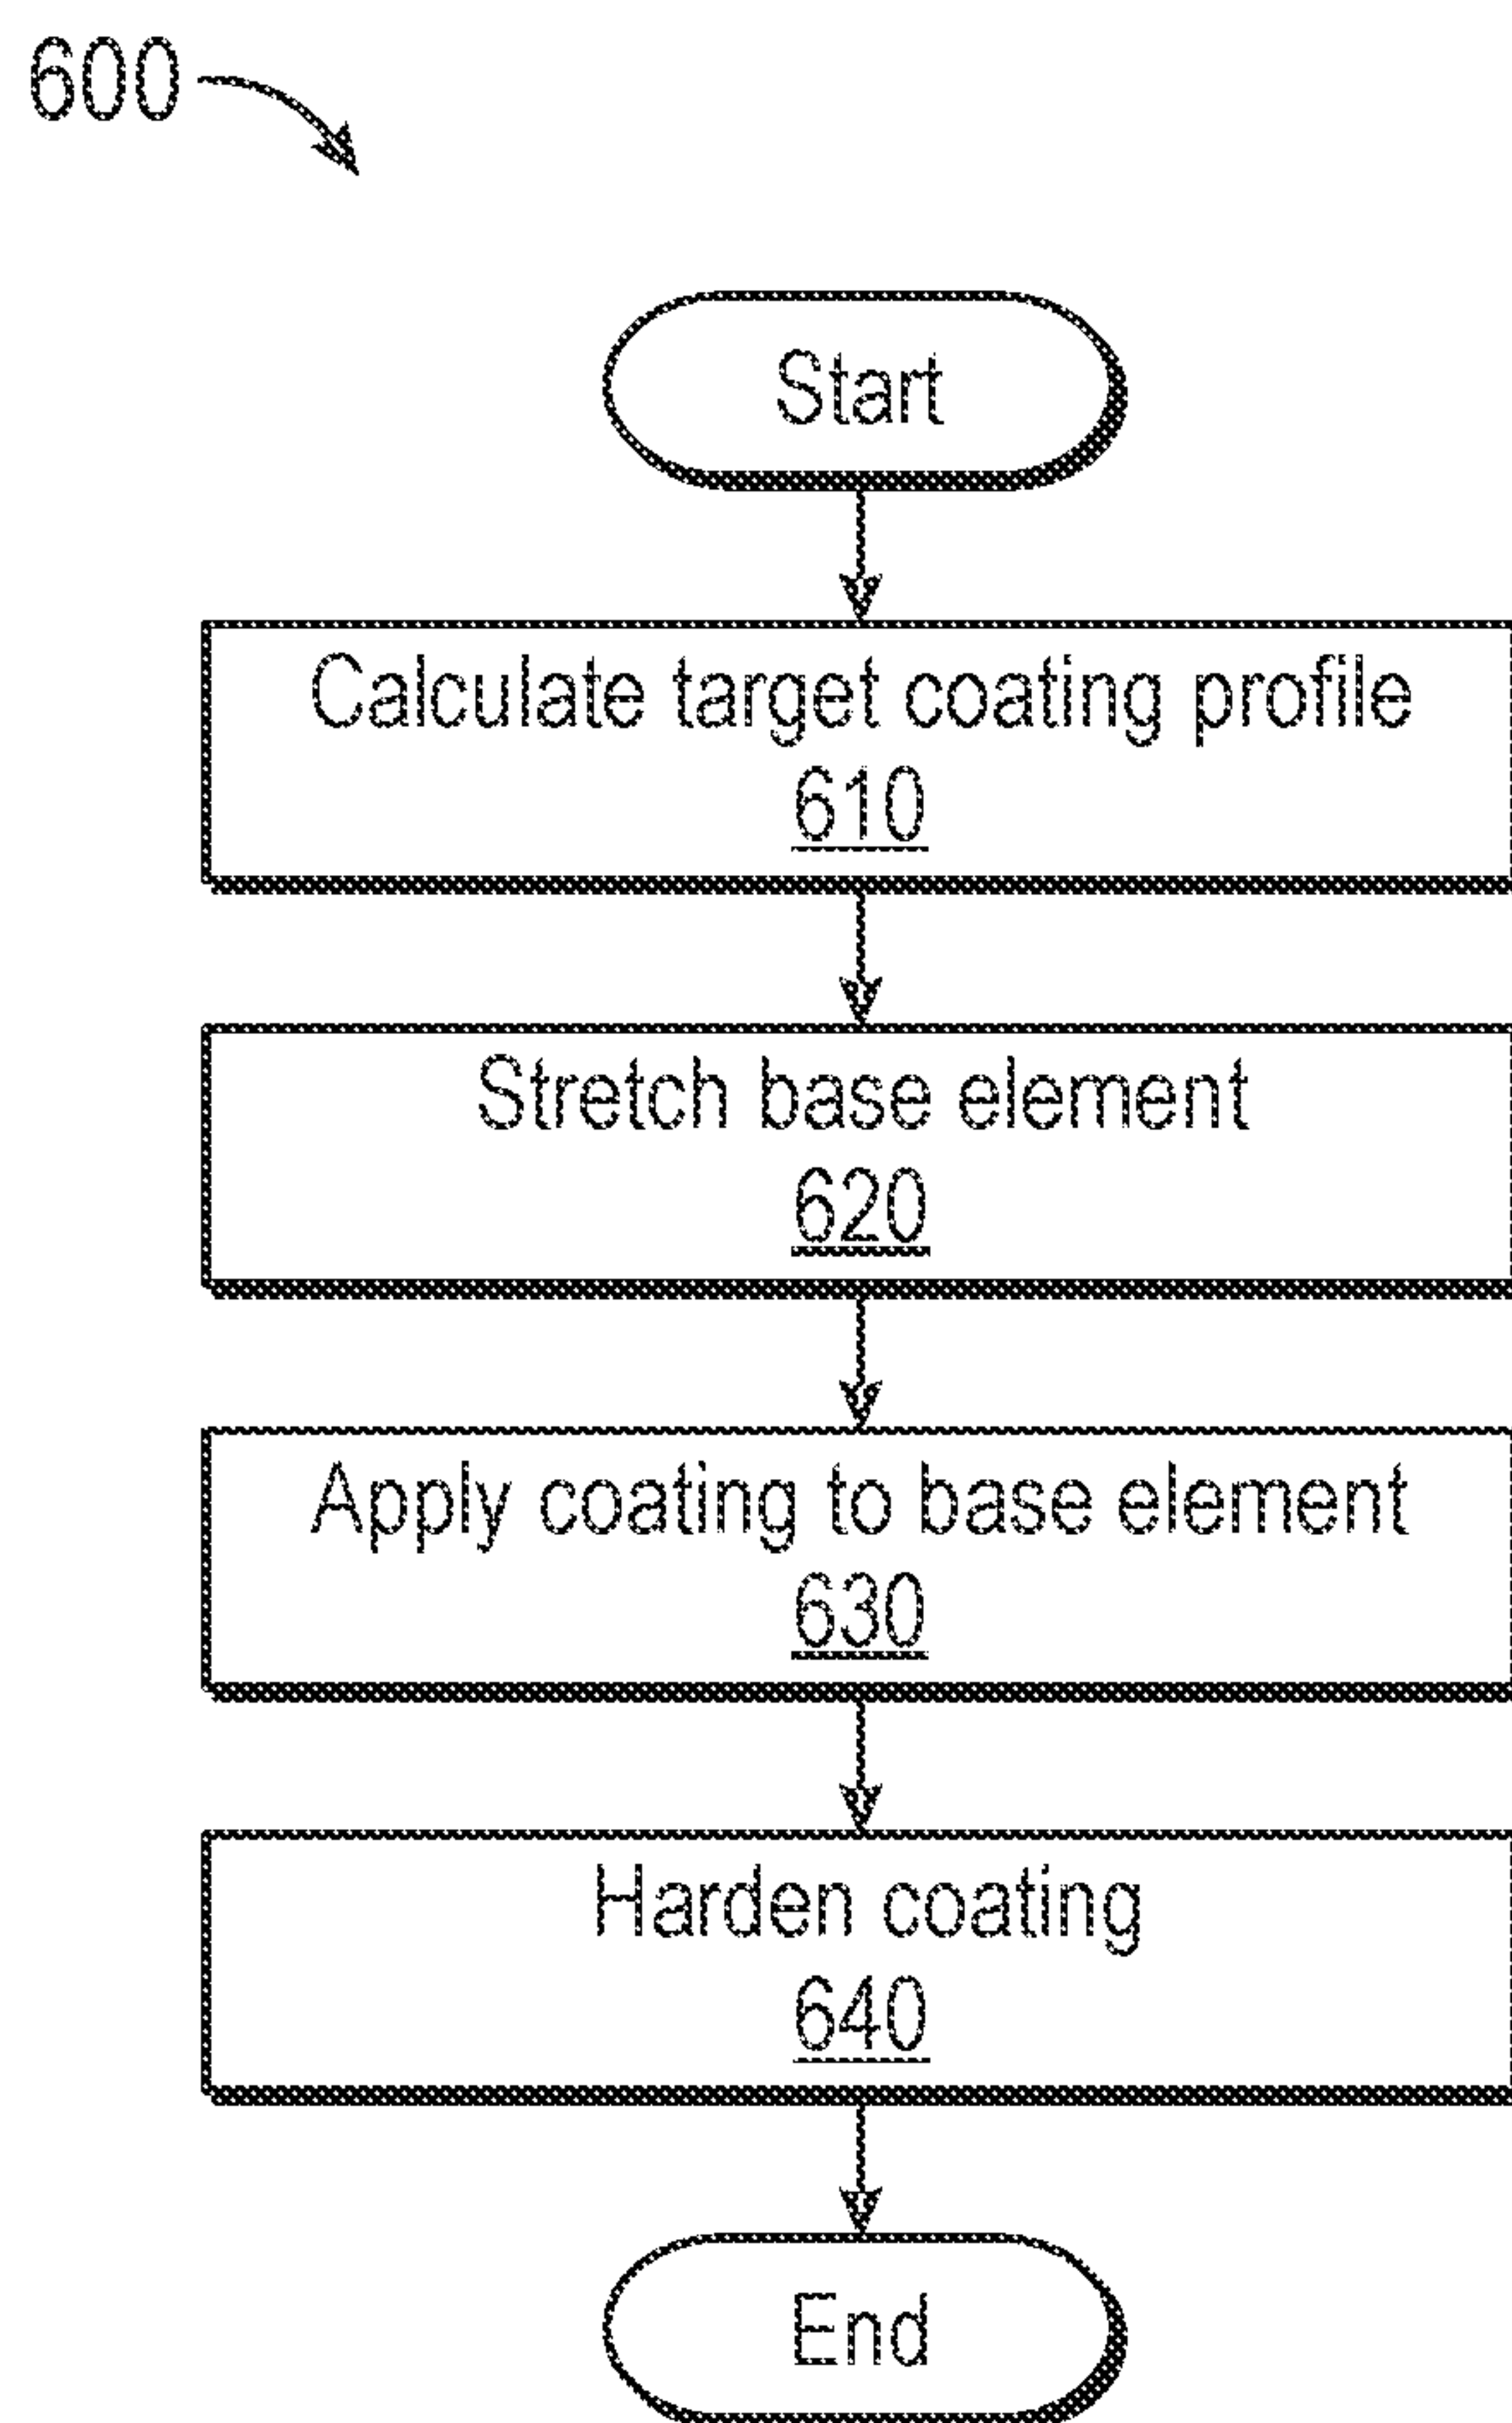 600
Start
Calculate target coating profile
610
Stretch base element
620
Apply coating to base element
630
Harden coating
640
End